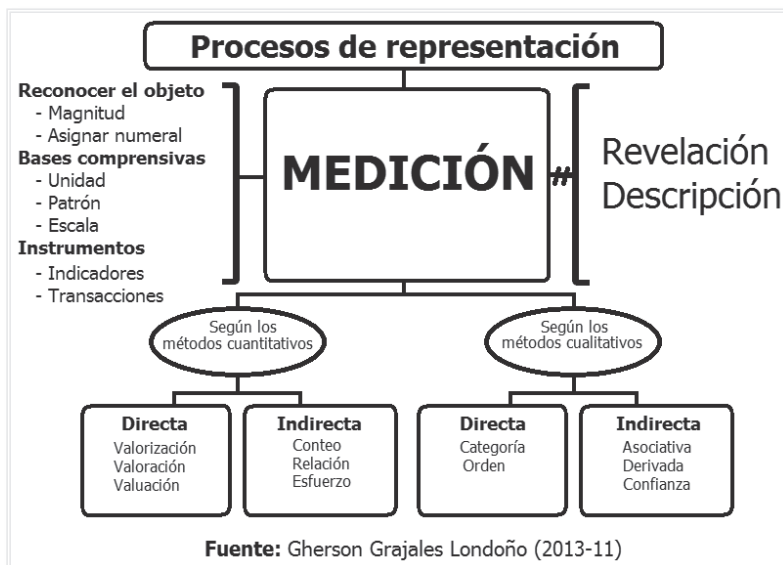 Procesos de representación
Reconocer el objeto
- Magnitud
- Asignar numeral
Bases comprensivas
- Unidad
- Patrón
- Escala
Instrumentos
- Indicadores
- Transacciones
MEDICIÓN
#
Revelación
Descripción
Según los
métodos cuantitativos
Según los
métodos cualitativos
Directa
Valorización
Valoración
Valuación
Indirecta
Conteo
Relación
Esfuerzo
Directa
Categoría
Orden
Indirecta
Asociativa
Derivada
Confianza
Fuente: Gherson Grajales Londoño (2013-11)